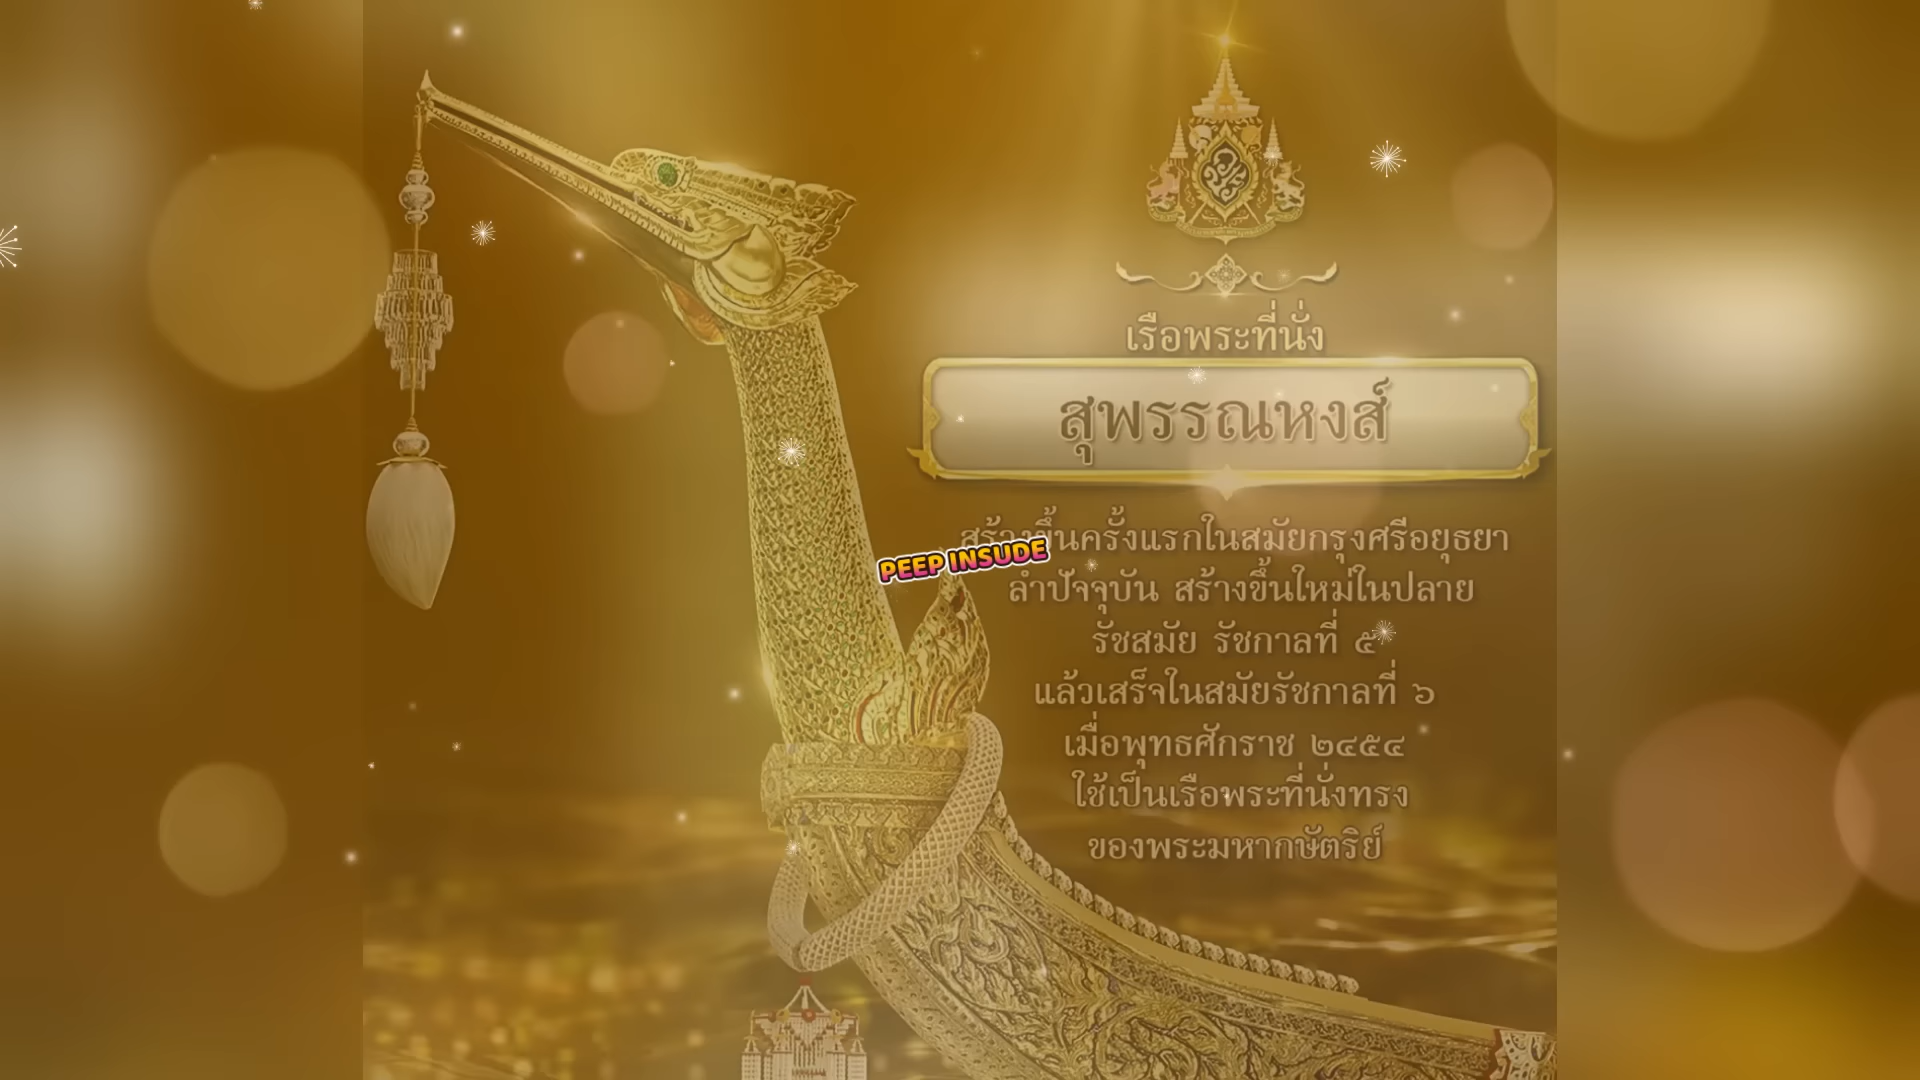 เรือพระที่นั่ง
สุพรรณหงส์
สร้างขึ้นครั้งแรกในสมัยกรุงศรีอยุธยา
PEEP INSUDE
ลำปัจจุบัน สร้างขึ้นใหม่ในปลาย
รัชสมัย รัชกาลที่ ๕
แล้วเสร็จในสมัยรัชกาลที่ ๖
เมื่อพุทธศักราช ๒๔๕๔
ใช้เป็นเรือพระที่นั่งทรง
ของพระมหากษัตริย์